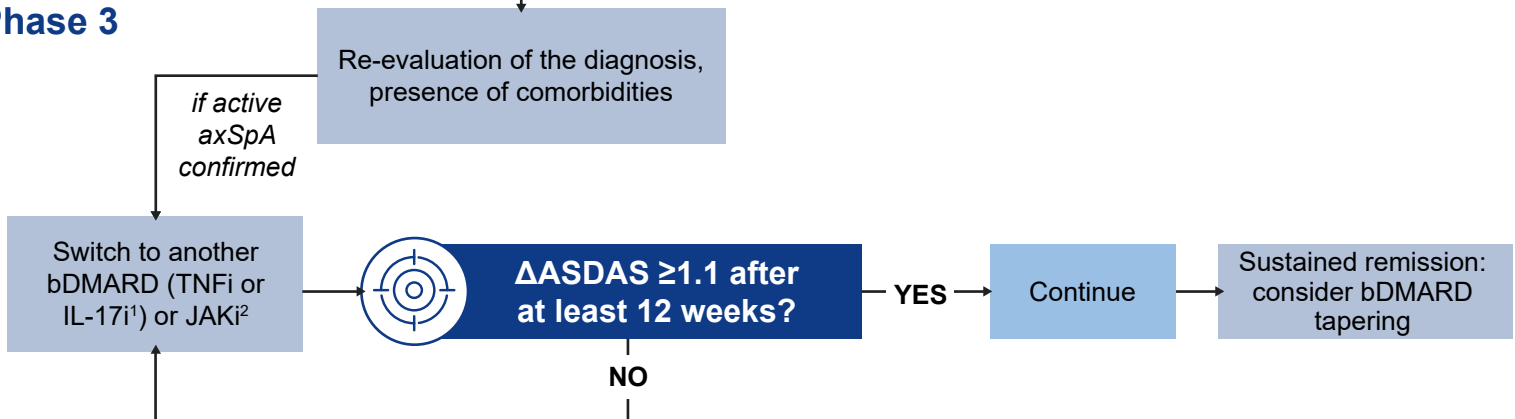 Phase 3
Re-evaluation of the diagnosis,
presence of comorbidities
if active
axSpA
confirmed
Switch to another
bDMARD (TNFi or
IL-17i¹) or JAKi²
ΔASDAS ≥1.1 after
at least 12 weeks?
YES
Continue
Sustained remission:
consider bDMARD
tapering
NO